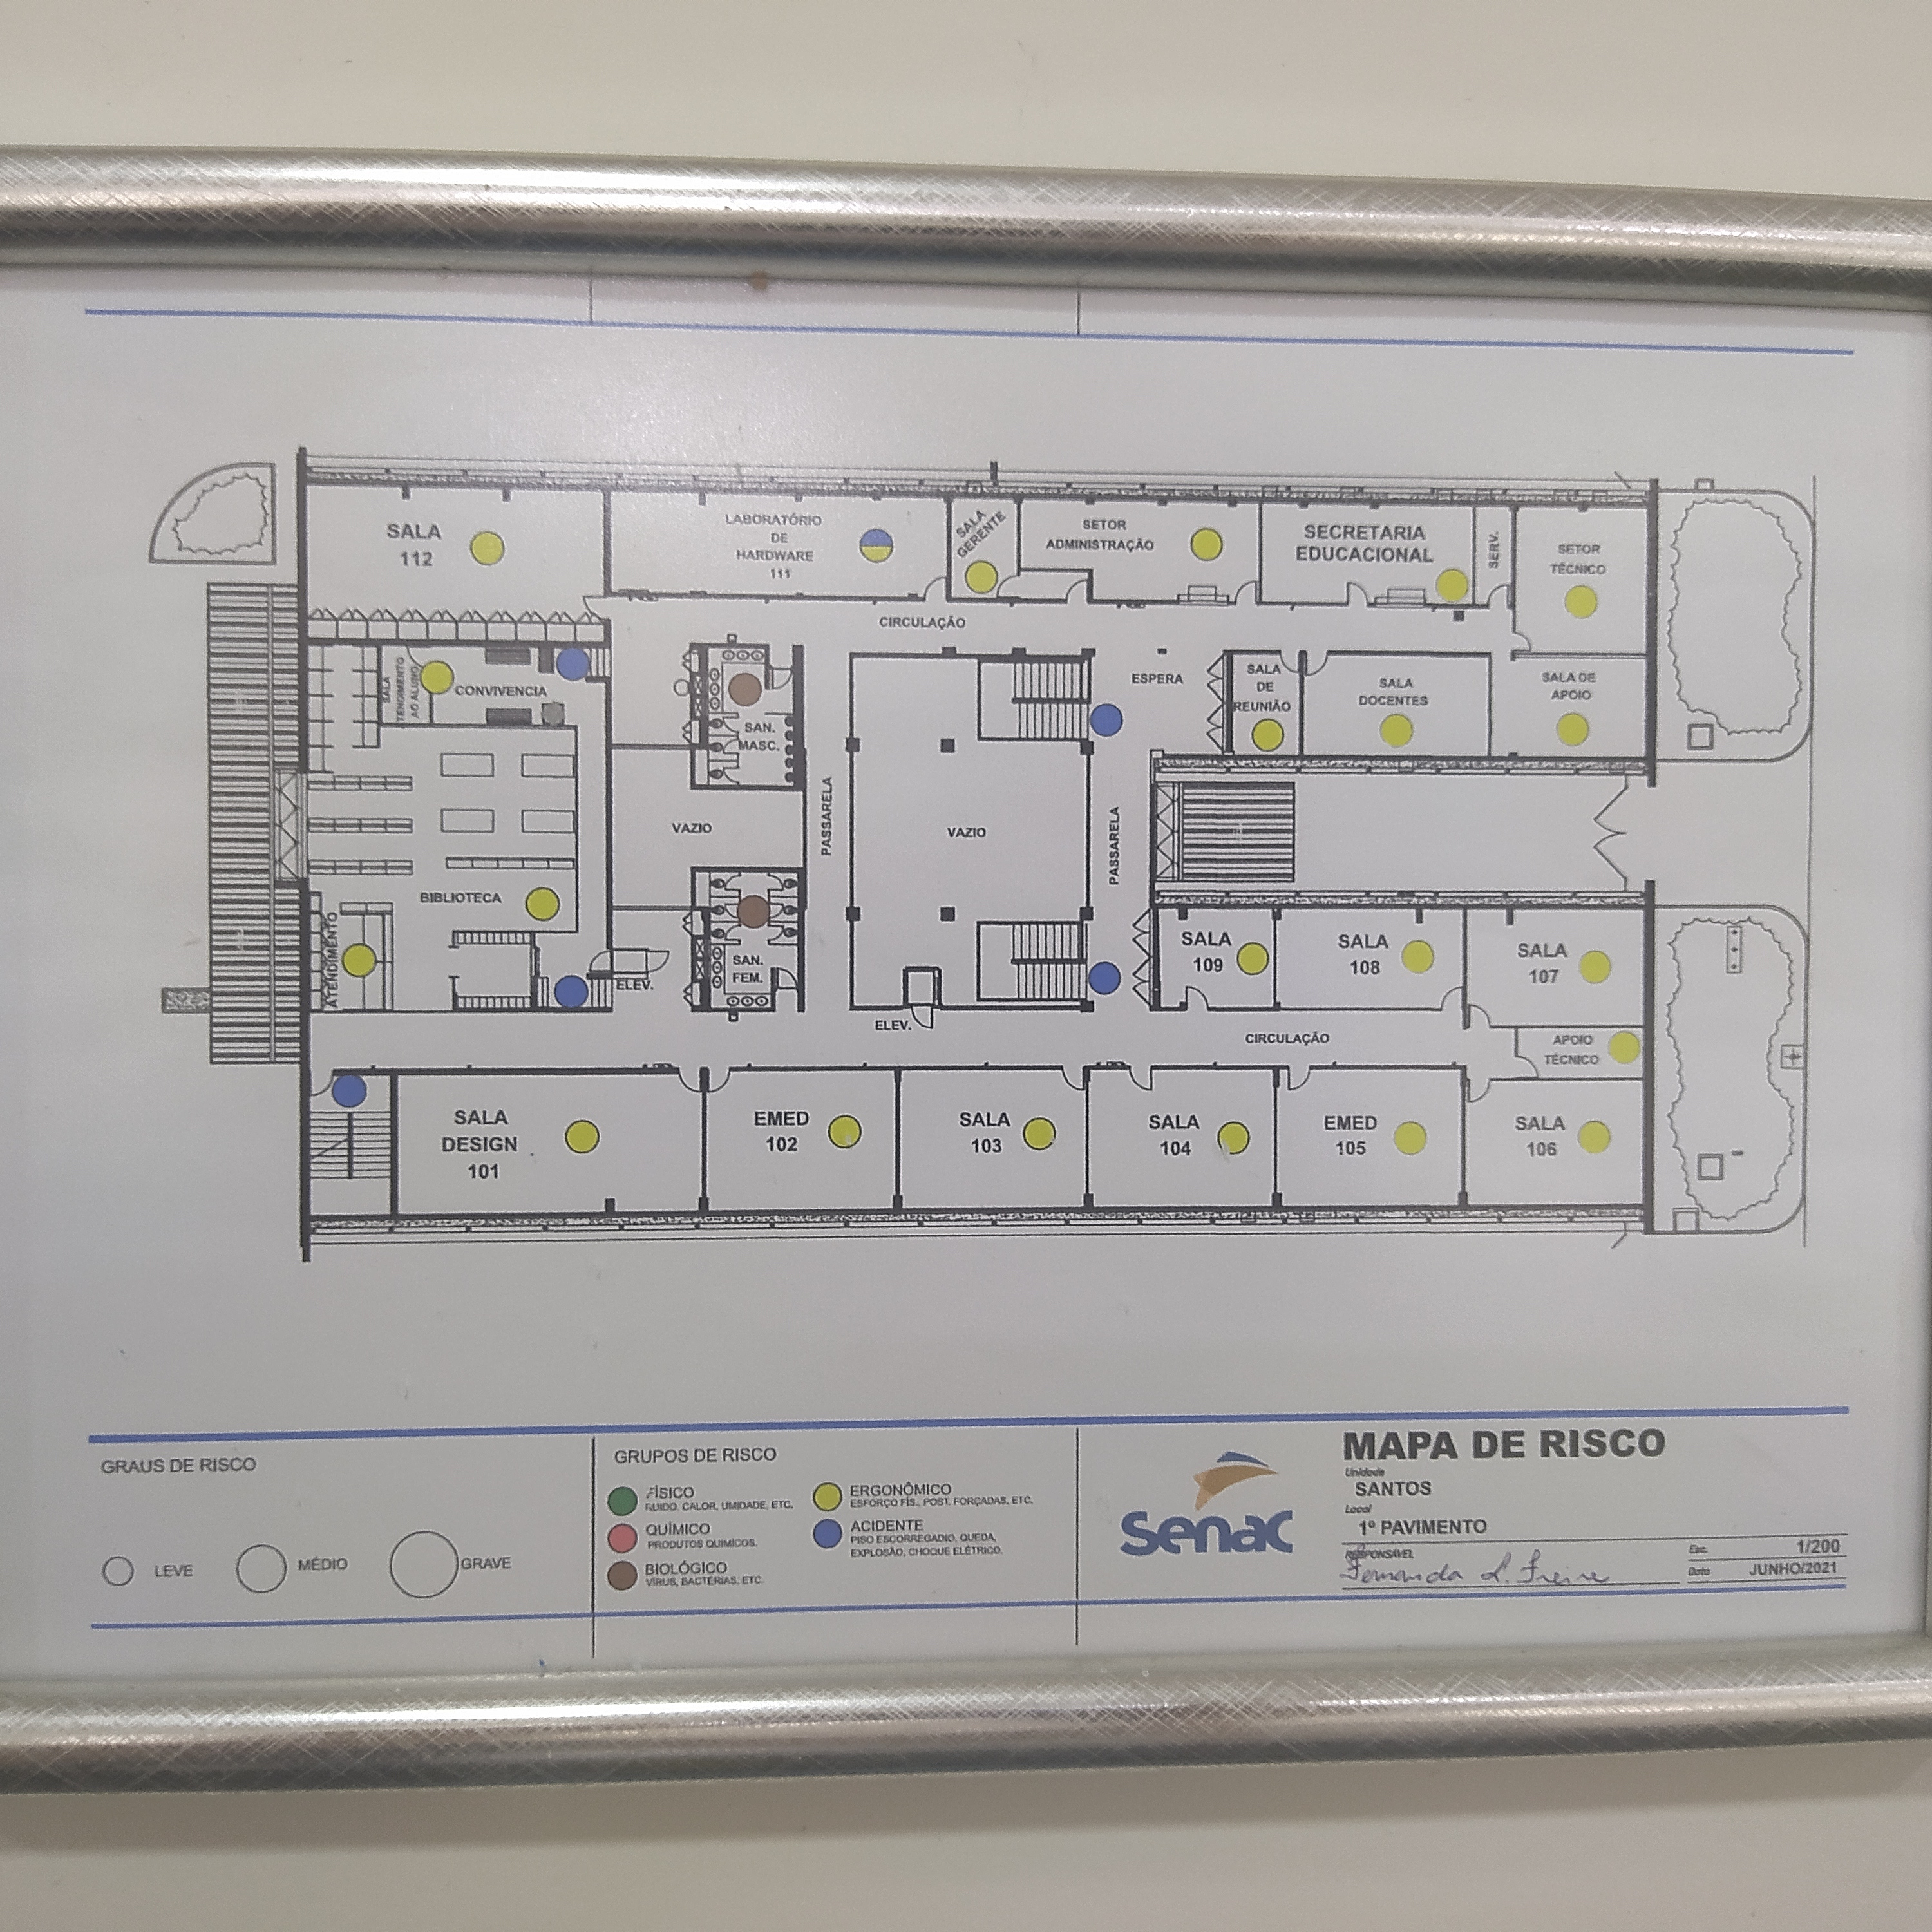 SALA
112
LABORATÓRIO
DE
HARDWARE
111
SALA
GERENTE
SETOR
ADMINISTRAÇÃO
SECRETARIA
EDUCACIONAL
SERV.
SETOR
TÉCNICO
CIRCULAÇÃO
SALA
ATENDIMENTO
AO ALUNO
CONVIVENCIA
SAN.
MASC.
ESPERA
SALA
DE
REUNIÃO
SALA
DOCENTES
SALA DE
APOIO
VAZIO
PASSARELA
VAZIO
PASSARELA
BIBLIOTECA
ATENDIMENTO
ELEV.
SAN.
FEM.
ELEV.
SALA
109
SALA
108
SALA
107
CIRCULAÇÃO
APOIO
TÉCNICO
SALA
DESIGN
101
EMED
102
SALA
103
SALA
104
EMED
105
SALA
106
GRAUS DE RISCO
LEVE
MÉDIO
GRAVE
GRUPOS DE RISCO
FÍSICO
RUIDO, CALOR, UMIDADE, ETC.
QUÍMICO
PRODUTOS QUIMICOS.
BIOLÓGICO
VIRUS, BACTÉRIAS, ETC.
ERGONÔMICO
ESFORÇO FÍS., POST. FORÇADAS, ETC.
ACIDENTE
PISO ESCORREGADIO, QUEDA,
EXPLOSÃO, CHOQUE ELÉTRICO.
Senac
MAPA DE RISCO
Unidade
SANTOS
Local
1º PAVIMENTO
RESPONSÁVEL
Fernanda L. Freire
Esc. 1/200
Data JUNHO/2021